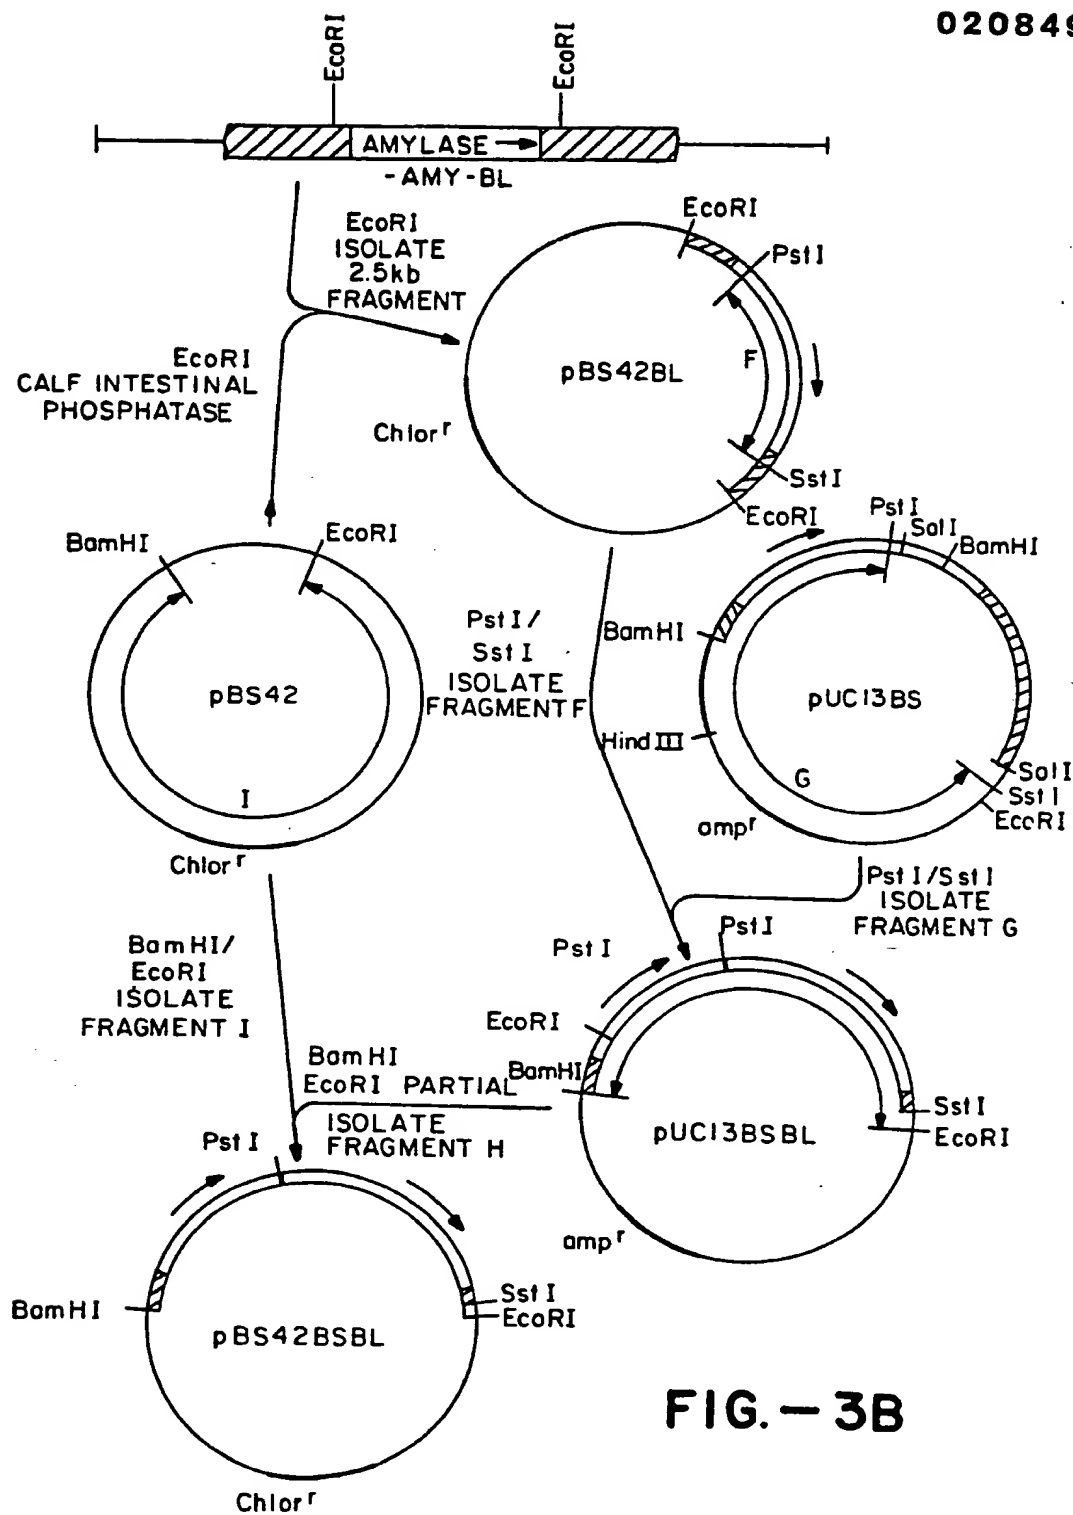 020849
EcoRI
EcoRI
AMYLASE
-AMY-BL
EcoRI
ISOLATE
2.5kb
FRAGMENT
EcoRI
PstI
F
pBS42BL
Chlor r
SstI
EcoRI
EcoRI
CALF INTESTINAL
PHOSPHATASE
BamHI
EcoRI
pBS42
I
Chlor r
PstI/
SstI
ISOLATE
FRAGMENT F
PstI
SalI
BamHI
BamHI
pUC13BS
HindIII
G
SalI
SstI
EcoRI
amp r
PstI/SstI
ISOLATE
FRAGMENT G
BamHI/
EcoRI
ISOLATE
FRAGMENT I
PstI
PstI
EcoRI
BamHI
SstI
EcoRI
pUC13BSBL
amp r
BamHI
EcoRI PARTIAL
ISOLATE
FRAGMENT H
PstI
BamHI
SstI
EcoRI
pBS42BSBL
Chlor r
FIG.-3B